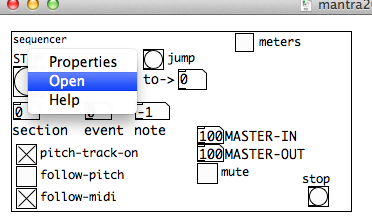 mantra2
sequencer
meters
ST
jump
Properties
Open
Help
to-> 0
0 0 -1
section event note
100 MASTER-IN
pitch-track-on
100 MASTER-OUT
follow-pitch
mute
stop
follow-midi